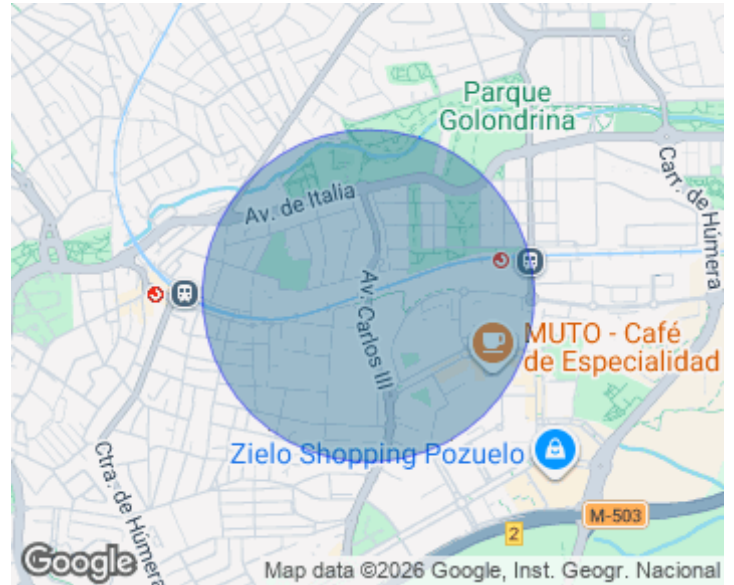 Parque
Golondrina
Av. de Italia
Carr. de Húmera
Av. Carlos III
MUTO - Café
de Especialidad
Zielo Shopping Pozuelo
Ctra. de Húmera
M-503
2
Google
Map data ©2026 Google, Inst. Geogr. Nacional